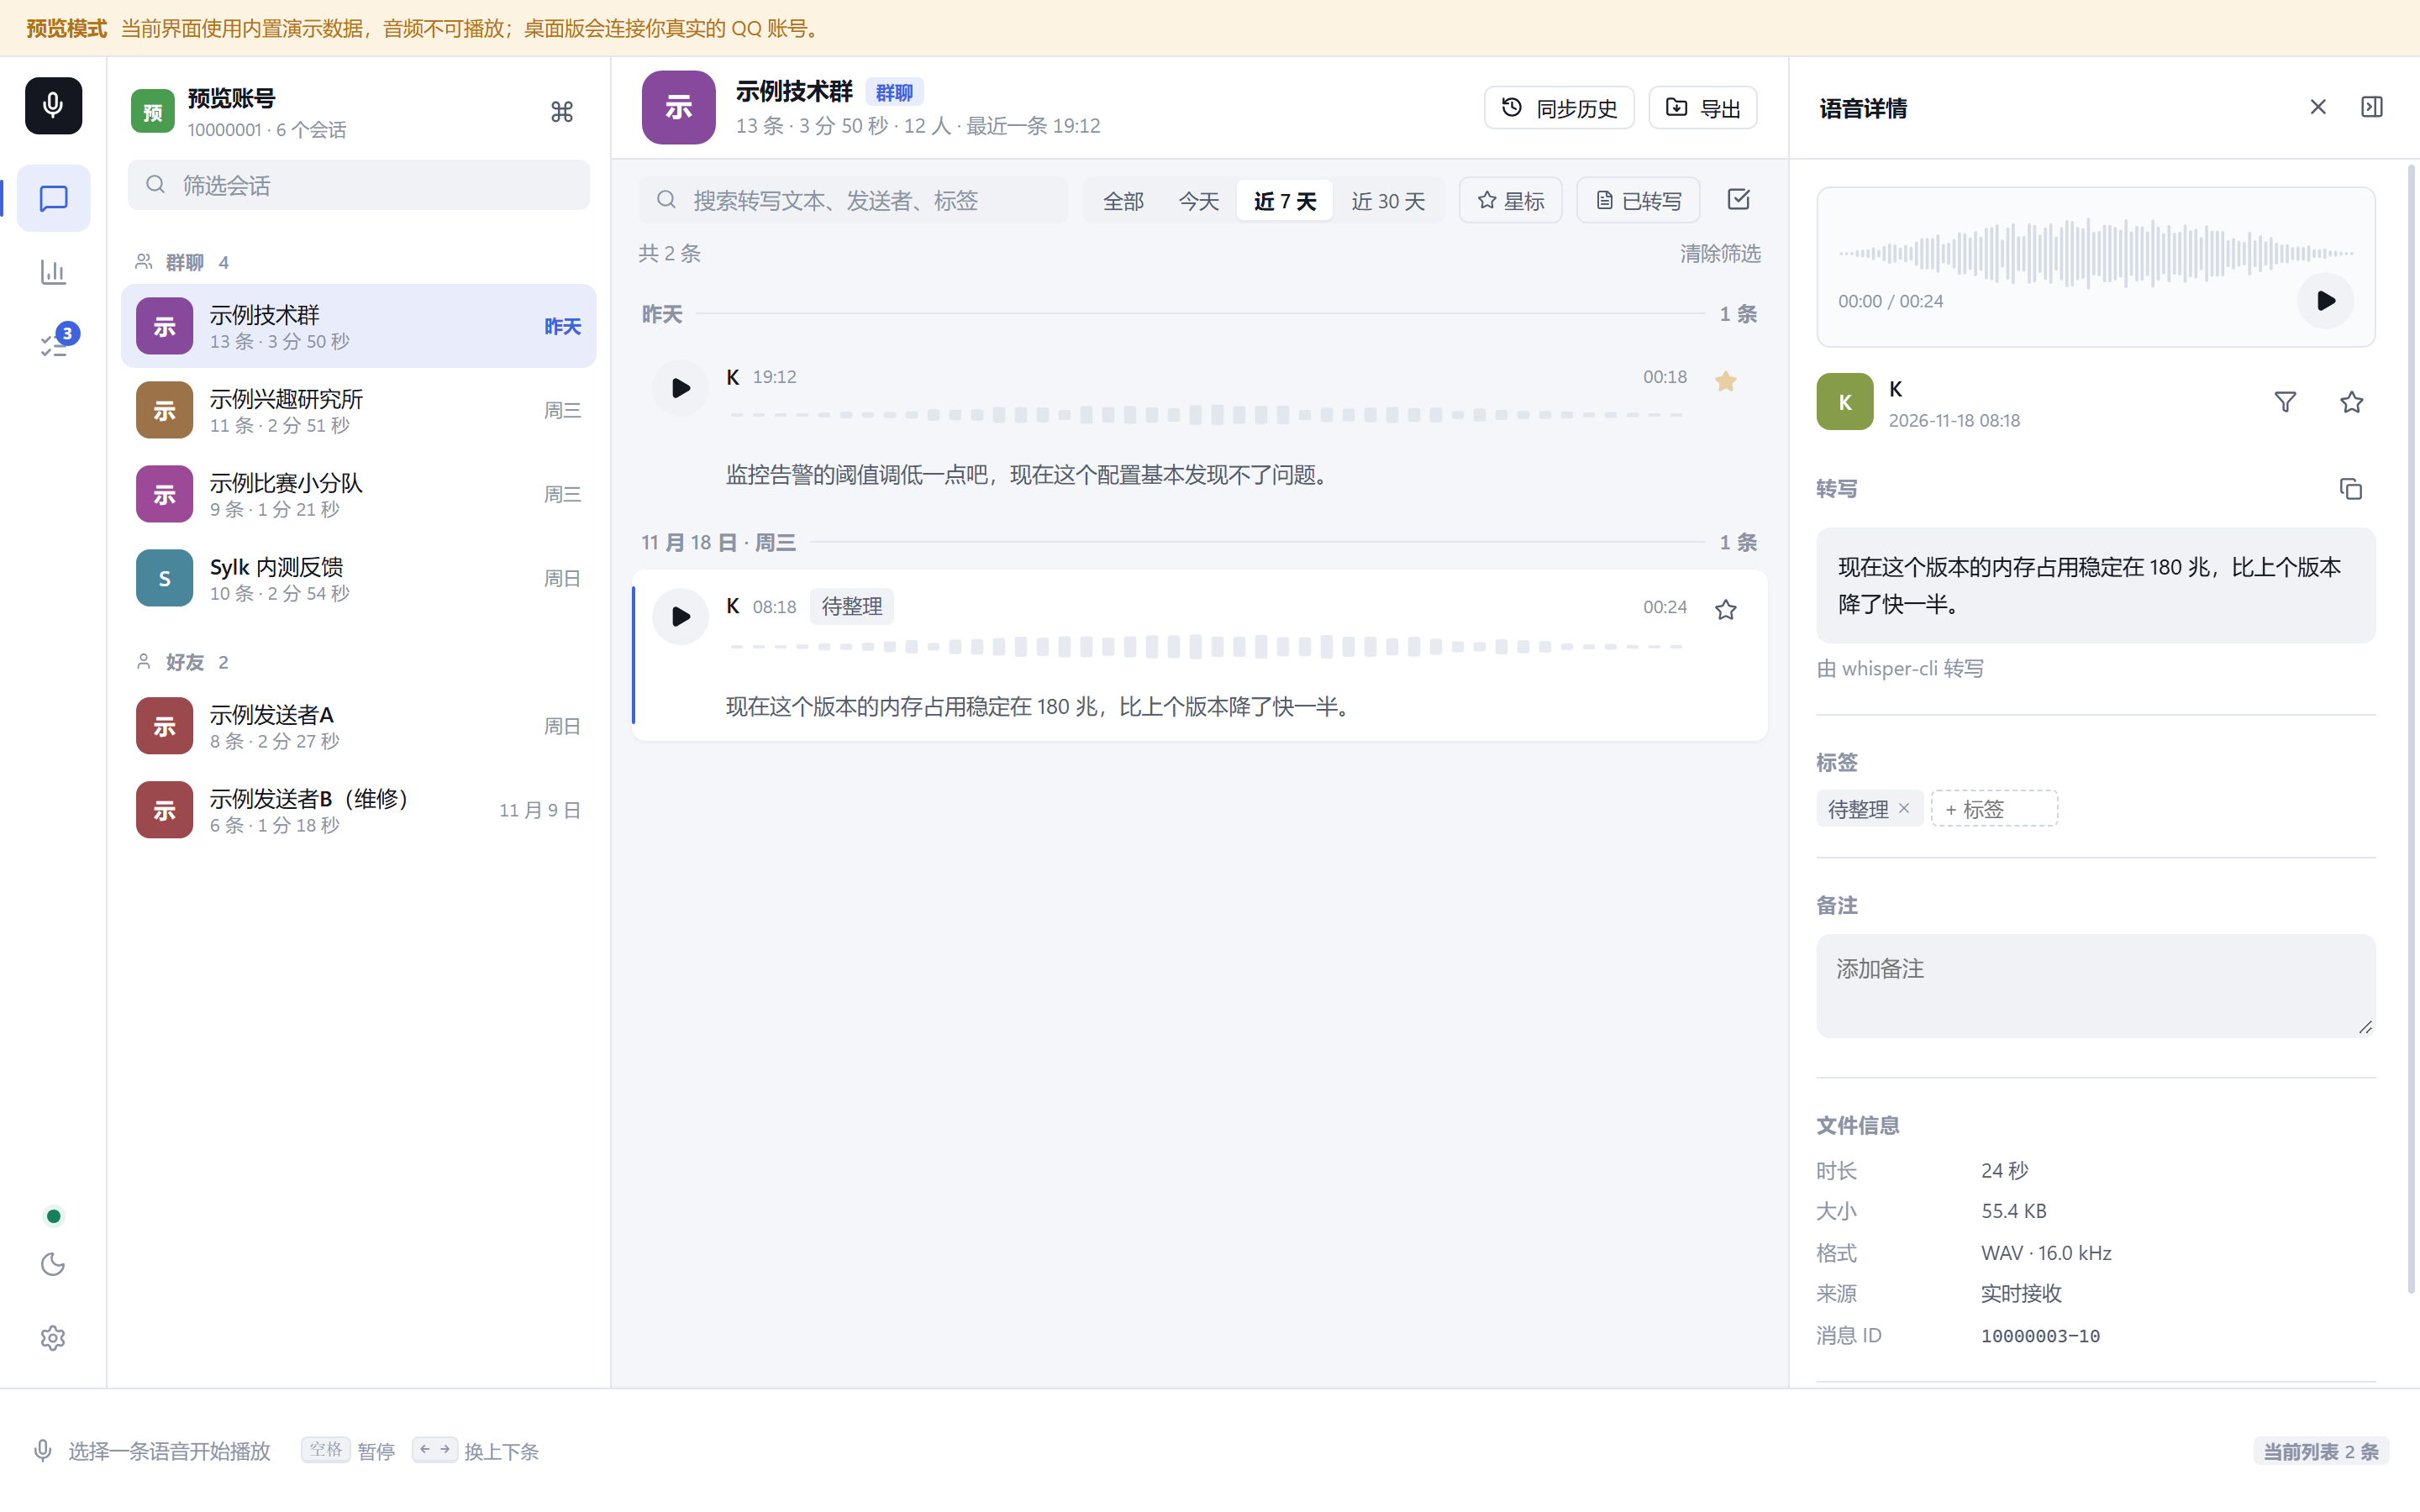 预览模式 当前界面使用内置演示数据，音频不可播放；桌面版会连接你真实的 QQ 账号。
预
预览账号
10000001 · 6 个会话
筛选会话
群聊 4
示
示例技术群
13 条 · 3 分 50 秒
昨天
示
示例兴趣研究所
11 条 · 2 分 51 秒
周三
示
示例比赛小分队
9 条 · 1 分 21 秒
周三
S
Sylk 内测反馈
10 条 · 2 分 54 秒
周日
好友 2
示
示例发送者A
8 条 · 2 分 27 秒
周日
示
示例发送者B（维修）
6 条 · 1 分 18 秒
11 月 9 日
3
示
示例技术群 群聊
13 条 · 3 分 50 秒 · 12 人 · 最近一条 19:12
同步历史
导出
搜索转写文本、发送者、标签
全部 今天 近 7 天 近 30 天
星标
已转写
共 2 条
清除筛选
昨天
1 条
K 19:12
00:18
监控告警的阈值调低一点吧，现在这个配置基本发现不了问题。
11 月 18 日 · 周三
1 条
K 08:18 待整理
00:24
现在这个版本的内存占用稳定在 180 兆，比上个版本降了快一半。
语音详情
00:00 / 00:24
K
K
2026-11-18 08:18
转写
现在这个版本的内存占用稳定在 180 兆，比上个版本
降了快一半。
由 whisper-cli 转写
标签
待整理 ×
+ 标签
备注
添加备注
文件信息
时长 24 秒
大小 55.4 KB
格式 WAV · 16.0 kHz
来源 实时接收
消息 ID 10000003-10
选择一条语音开始播放
空格 暂停 ← → 换上下条
当前列表 2 条